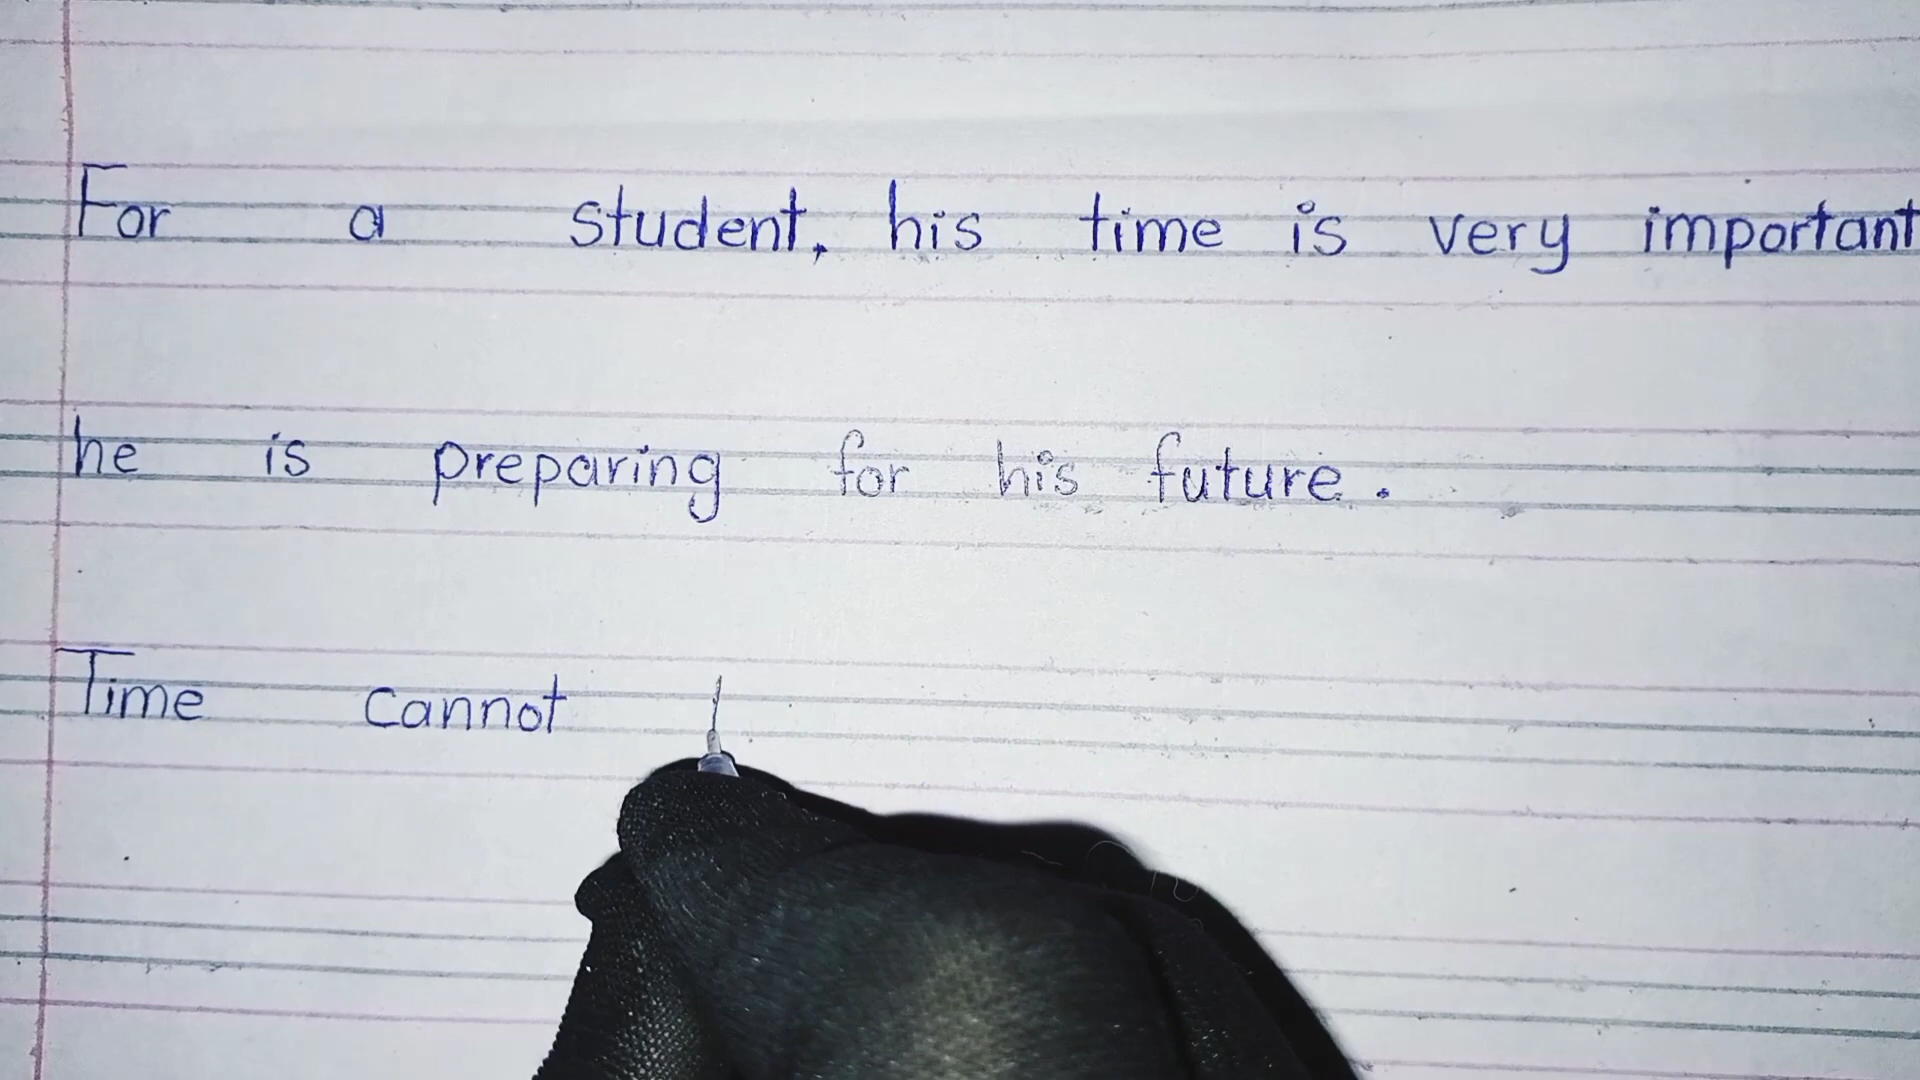 For a student, his time is very important
he is preparing for his future.
Time cannot